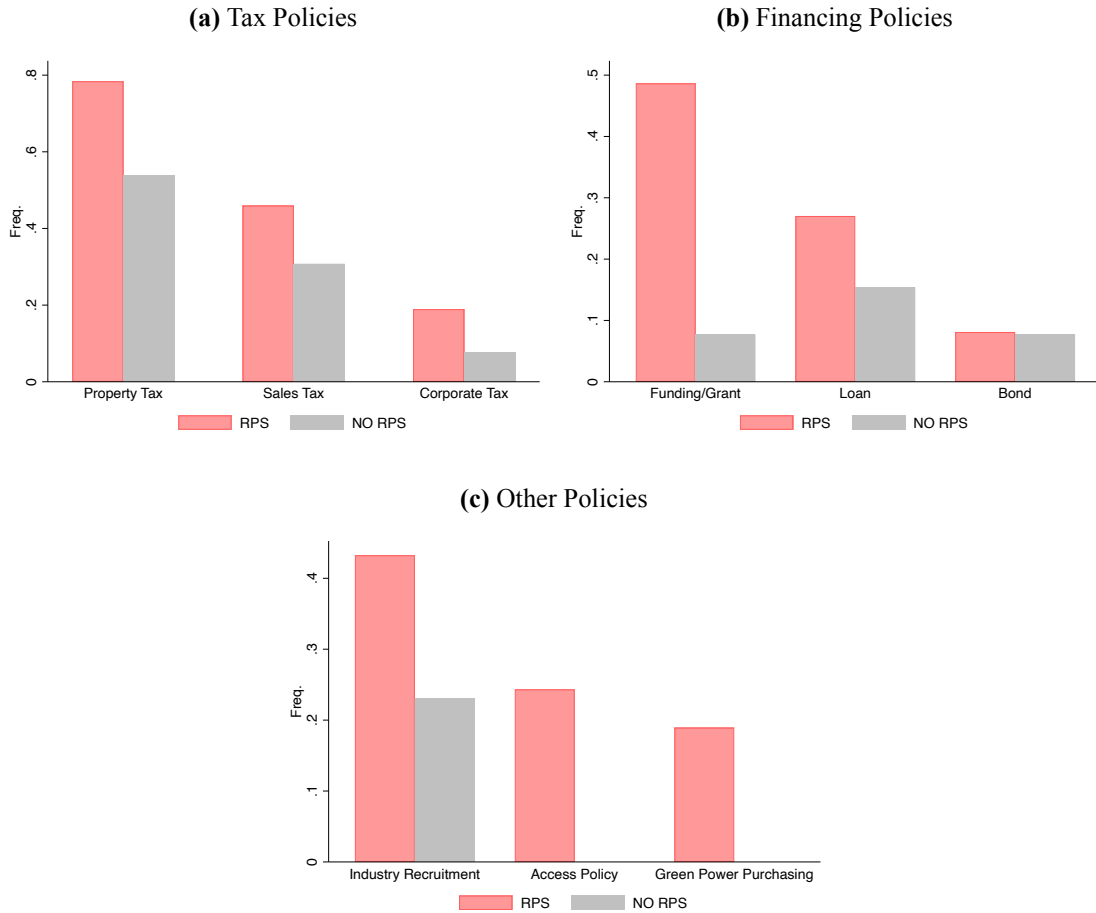 (a) Tax Policies
Freq.
0
.2
.4
.6
.8
Property Tax
Sales Tax
Corporate Tax
RPS
NO RPS
(b) Financing Policies
Freq.
0
.1
.2
.3
.4
.5
Funding/Grant
Loan
Bond
RPS
NO RPS
(c) Other Policies
Freq.
0
.1
.2
.3
.4
Industry Recruitment
Access Policy
Green Power Purchasing
RPS
NO RPS